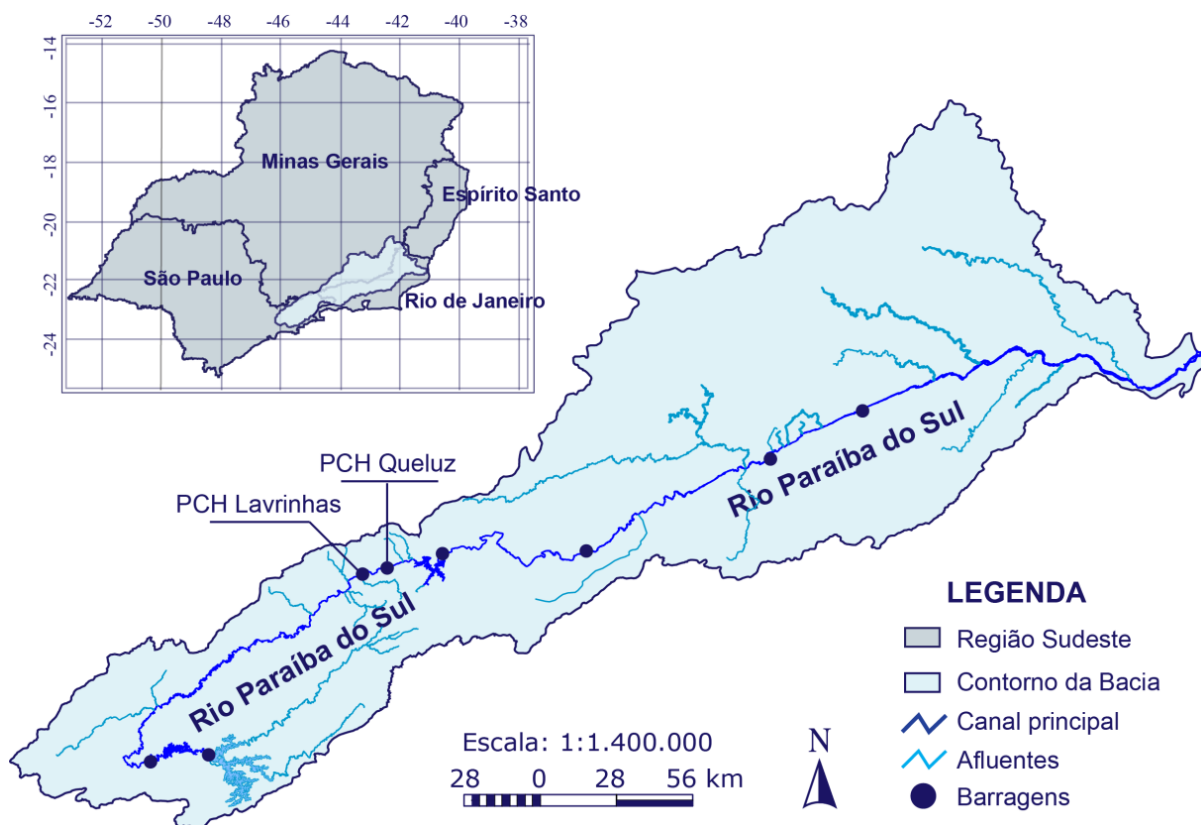 -52 -50 -48 -46 -44 -42 -40 -38
-14
-16
-18
-20
-22
-24
Minas Gerais
Espírito Santo
São Paulo
Rio de Janeiro
PCH Queluz
PCH Lavrinhas
Rio Paraíba do Sul
Rio Paraíba do Sul
LEGENDA
Região Sudeste
Contorno da Bacia
Canal principal
Afluentes
Barragens
Escala: 1:1.400.000
28 0 28 56 km
N